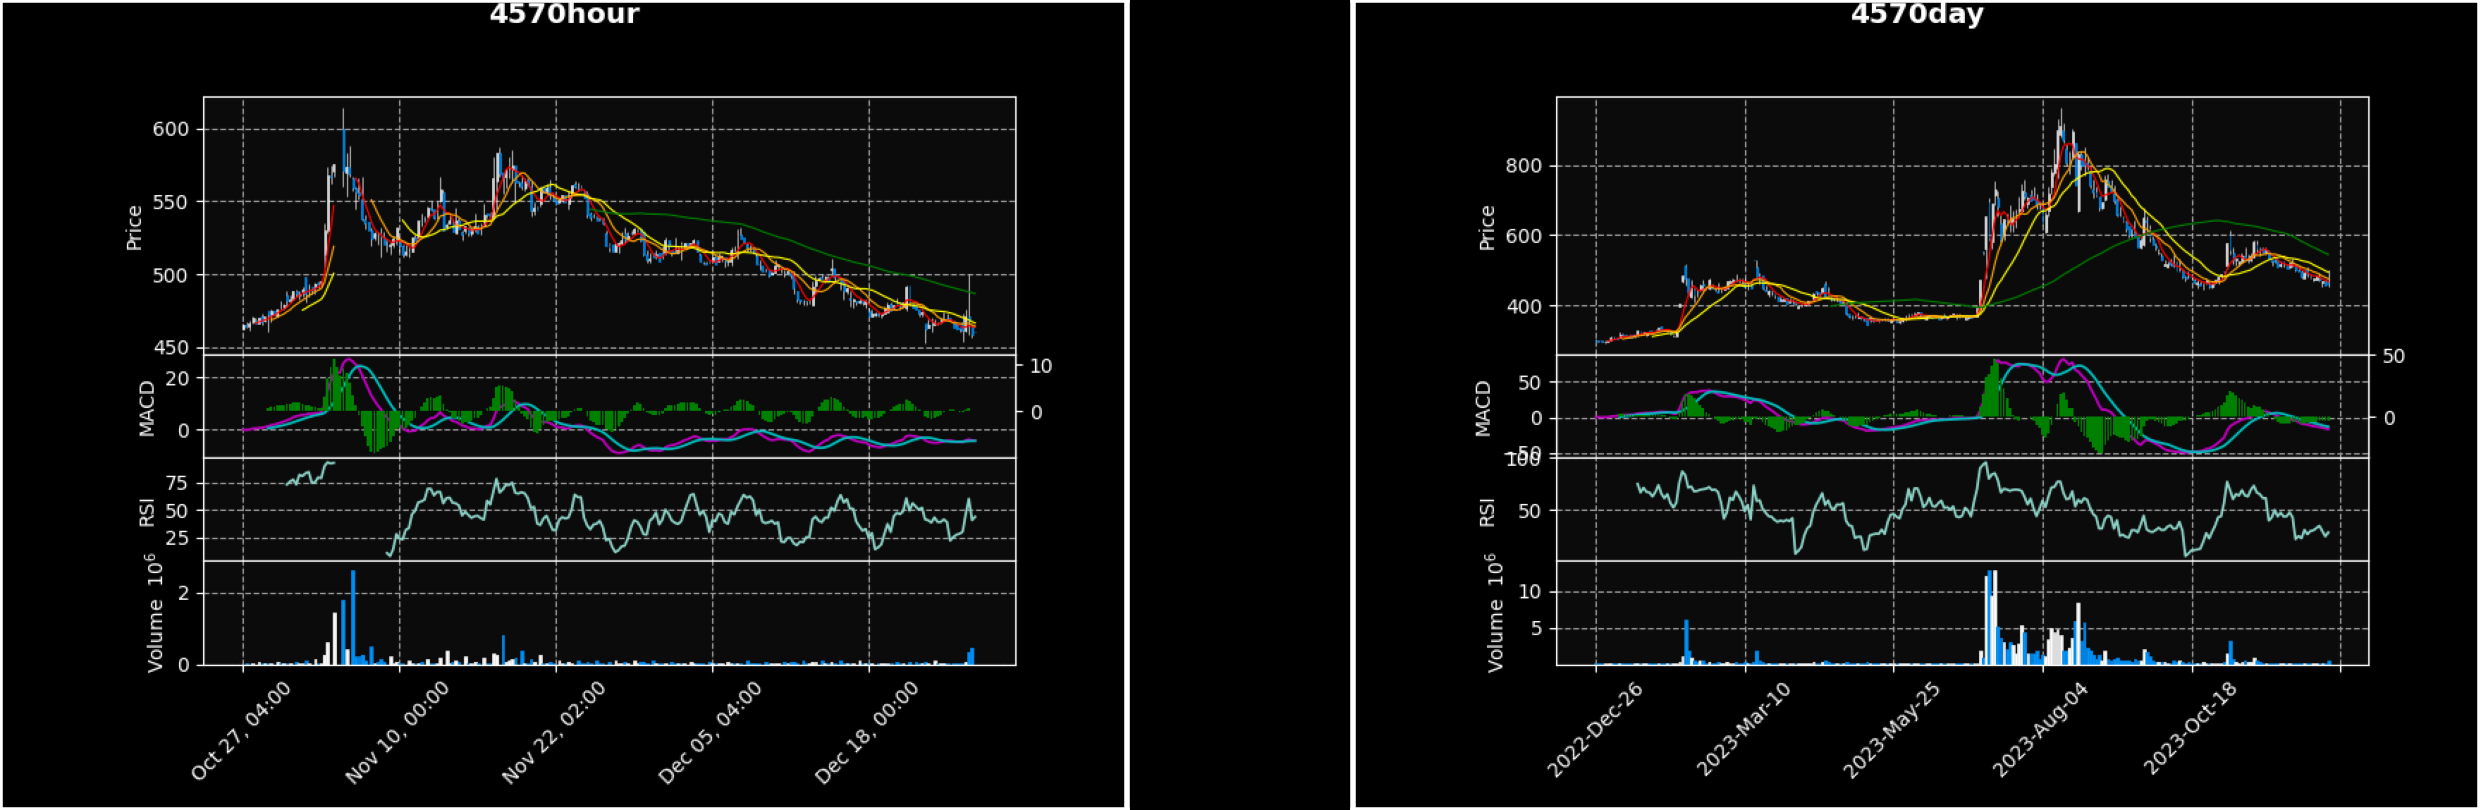 4570hour
600
550
500
450
Price
20
0
MACD
10
0
75
50
25
RSI
2
0
Volume 10⁶
Oct 27, 04:00
Nov 10, 00:00
Nov 22, 02:00
Dec 05, 04:00
Dec 18, 00:00
4570day
800
600
400
Price
50
0
−50
MACD
50
0
100
50
RSI
10
5
Volume 10⁶
2022-Dec-26
2023-Mar-10
2023-May-25
2023-Aug-04
2023-Oct-18